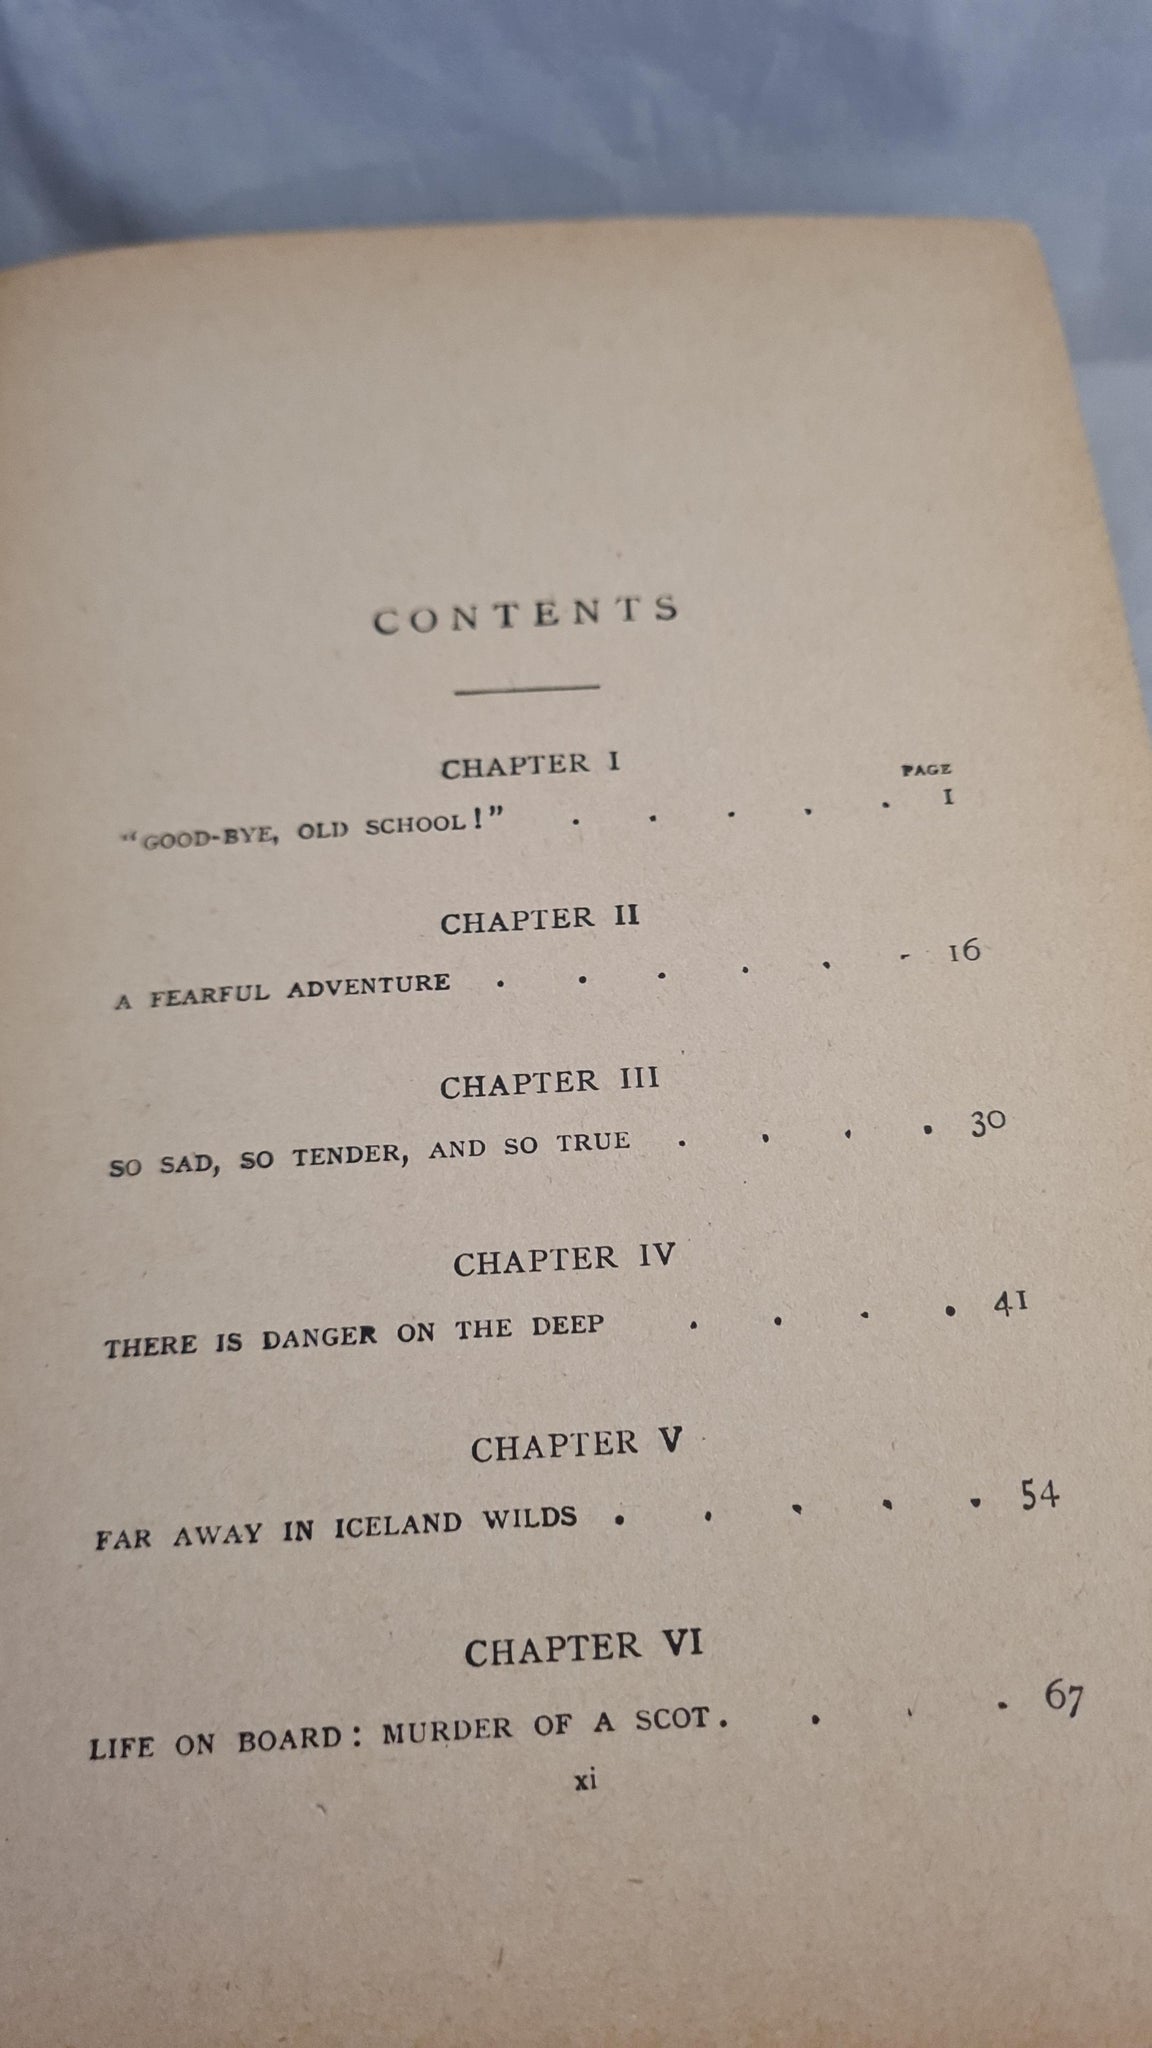 CONTENTS
CHAPTER I
PAGE
"GOOD-BYE, OLD SCHOOL!" . . . . . 1
CHAPTER II
A FEARFUL ADVENTURE . . . . . . 16
CHAPTER III
SO SAD, SO TENDER, AND SO TRUE . . . . 30
CHAPTER IV
THERE IS DANGER ON THE DEEP . . . . 41
CHAPTER V
FAR AWAY IN ICELAND WILDS . . . . . 54
CHAPTER VI
LIFE ON BOARD: MURDER OF A SCOT. . . . 67
xi